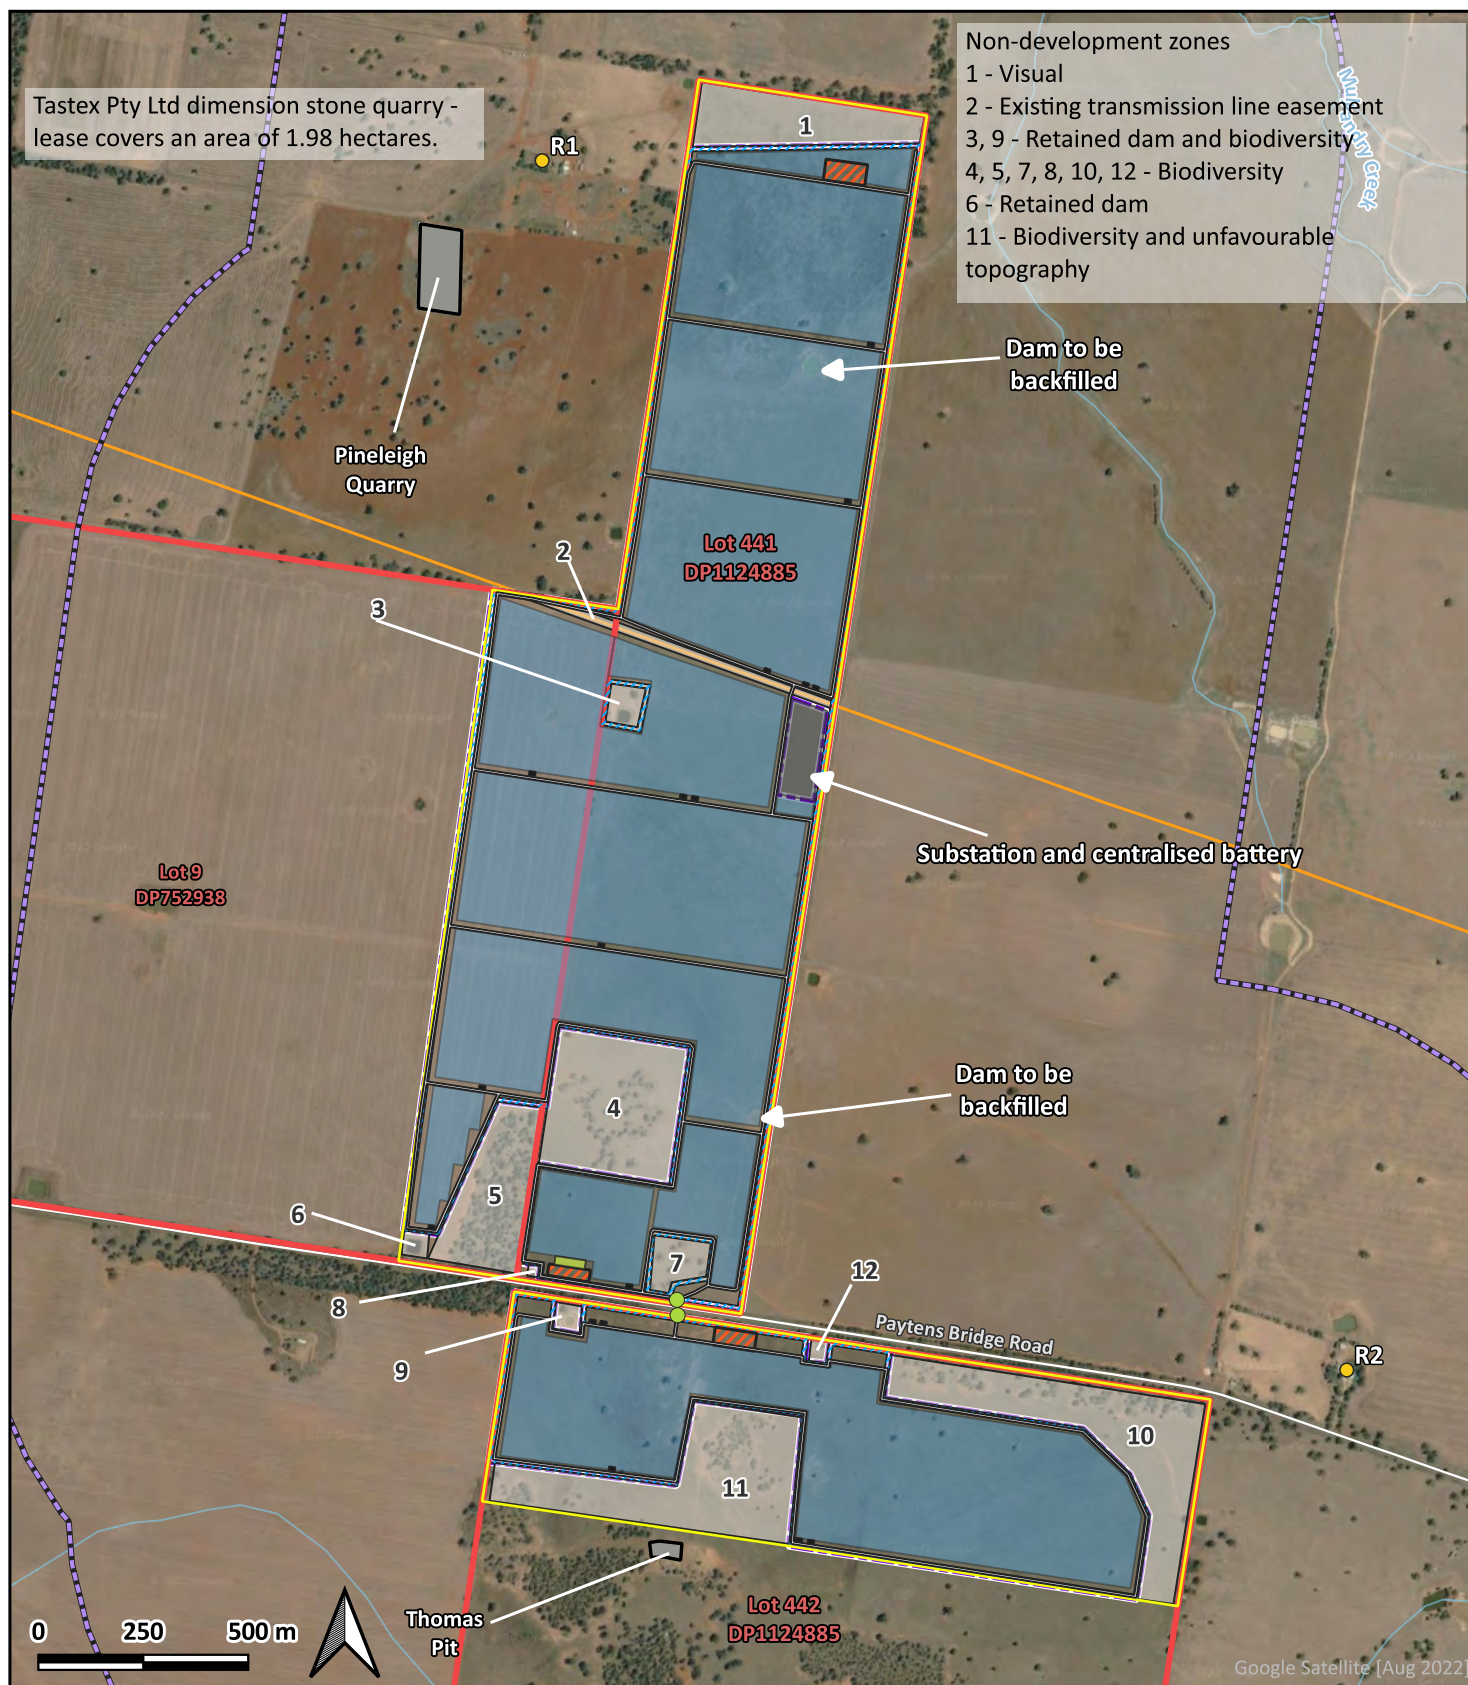 Non-development zones
1 - Visual
2 - Existing transmission line easement
3, 9 - Retained dam and biodiversity
4, 5, 7, 8, 10, 12 - Biodiversity
6 - Retained dam
11 - Biodiversity and unfavourable
topography
Tastex Pty Ltd dimension stone quarry -
lease covers an area of 1.98 hectares.
Creek
1
R1
Dam to be
backfilled
Pineleigh
Quarry
Lot 441
DP1124885
2
3
Substation and centralised battery
Lot 9
DP752938
Dam to be
backfilled
4
5
6
7
12
8
Paytens Bridge Road
R2
9
10
11
Thomas
Pit
Lot 442
DP1124885
0 250 500 m
Google Satellite [Aug 2022]